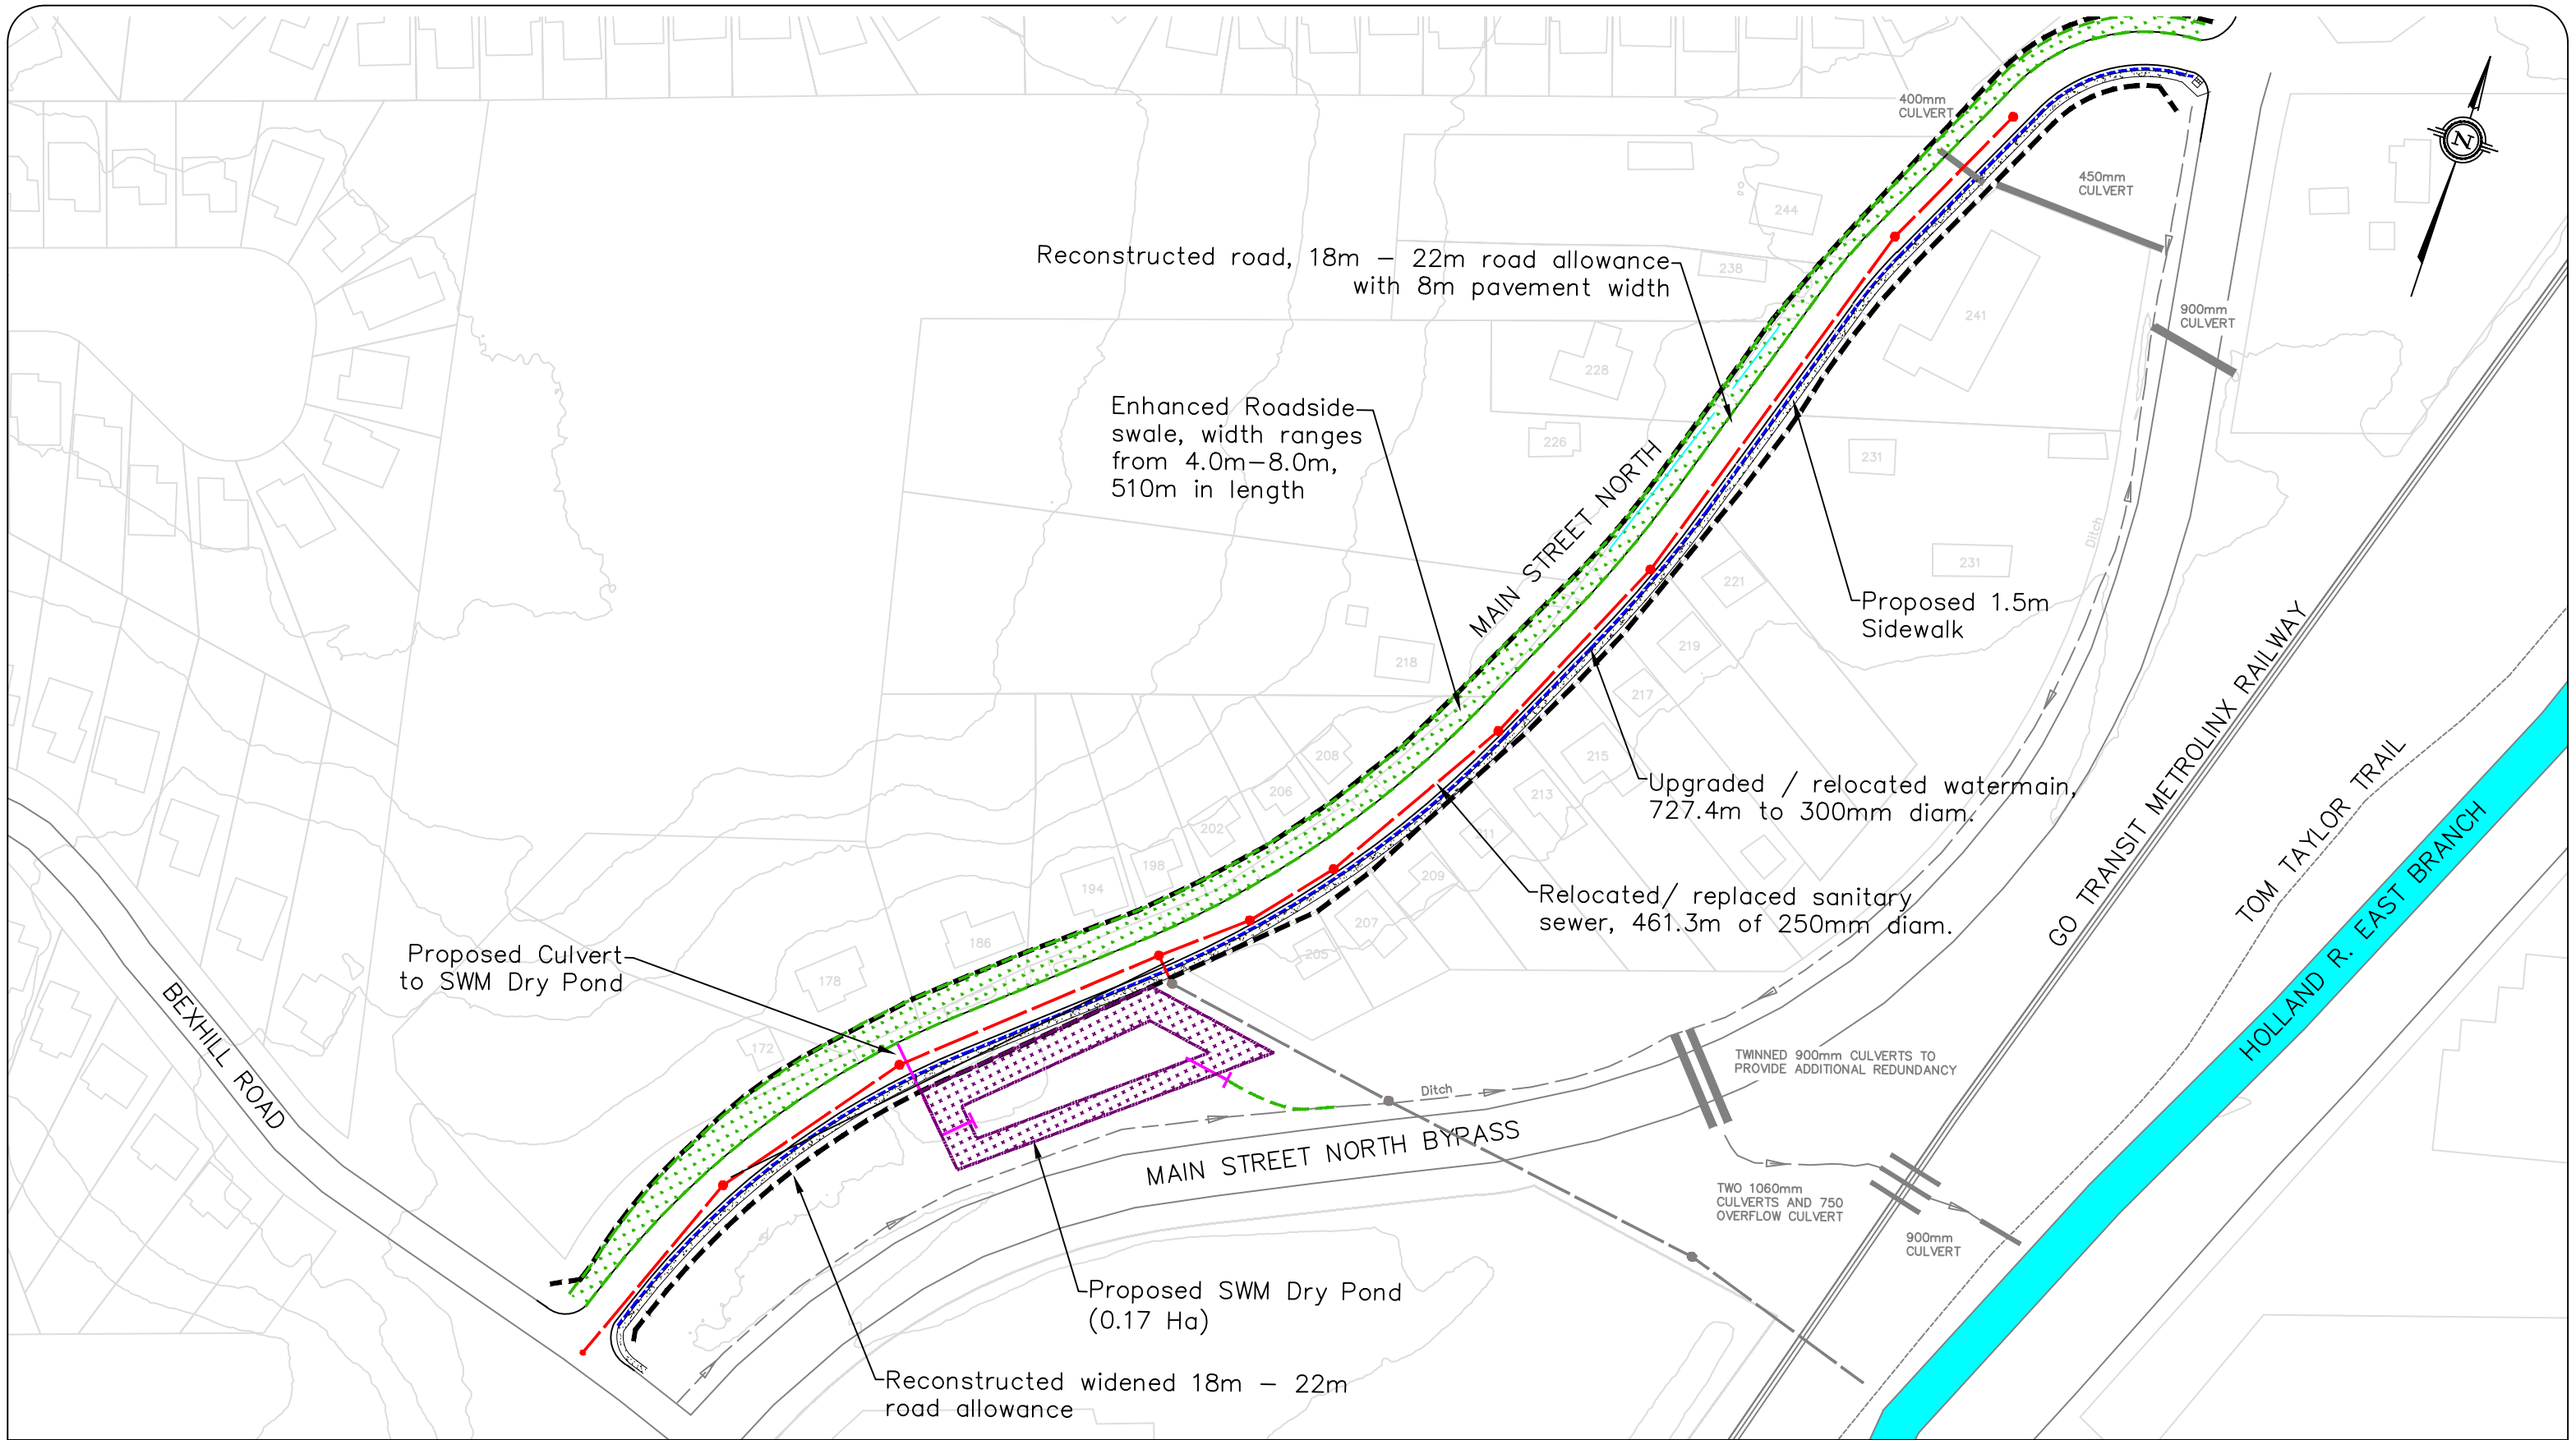 400mm
CULVERT
450mm
CULVERT
N
244
Reconstructed road, 18m – 22m road allowance
with 8m pavement width
238
241
900mm
CULVERT
228
Enhanced Roadside
swale, width ranges
from 4.0m–8.0m,
510m in length
226
231
MAIN STREET NORTH
Ditch
231
221
Proposed 1.5m
Sidewalk
219
218
217
GO TRANSIT METROLINX RAILWAY
208
215
206
213
Upgraded / relocated watermain,
727.4m to 300mm diam.
TOM TAYLOR TRAIL
202
211
198
209
194
Relocated/ replaced sanitary
sewer, 461.3m of 250mm diam.
HOLLAND R. EAST BRANCH
207
186
205
Proposed Culvert
to SWM Dry Pond
178
172
BEXHILL ROAD
TWINNED 900mm CULVERTS TO
PROVIDE ADDITIONAL REDUNDANCY
Ditch
MAIN STREET NORTH BYPASS
TWO 1060mm
CULVERTS AND 750
OVERFLOW CULVERT
900mm
CULVERT
Proposed SWM Dry Pond
(0.17 Ha)
Reconstructed widened 18m – 22m
road allowance